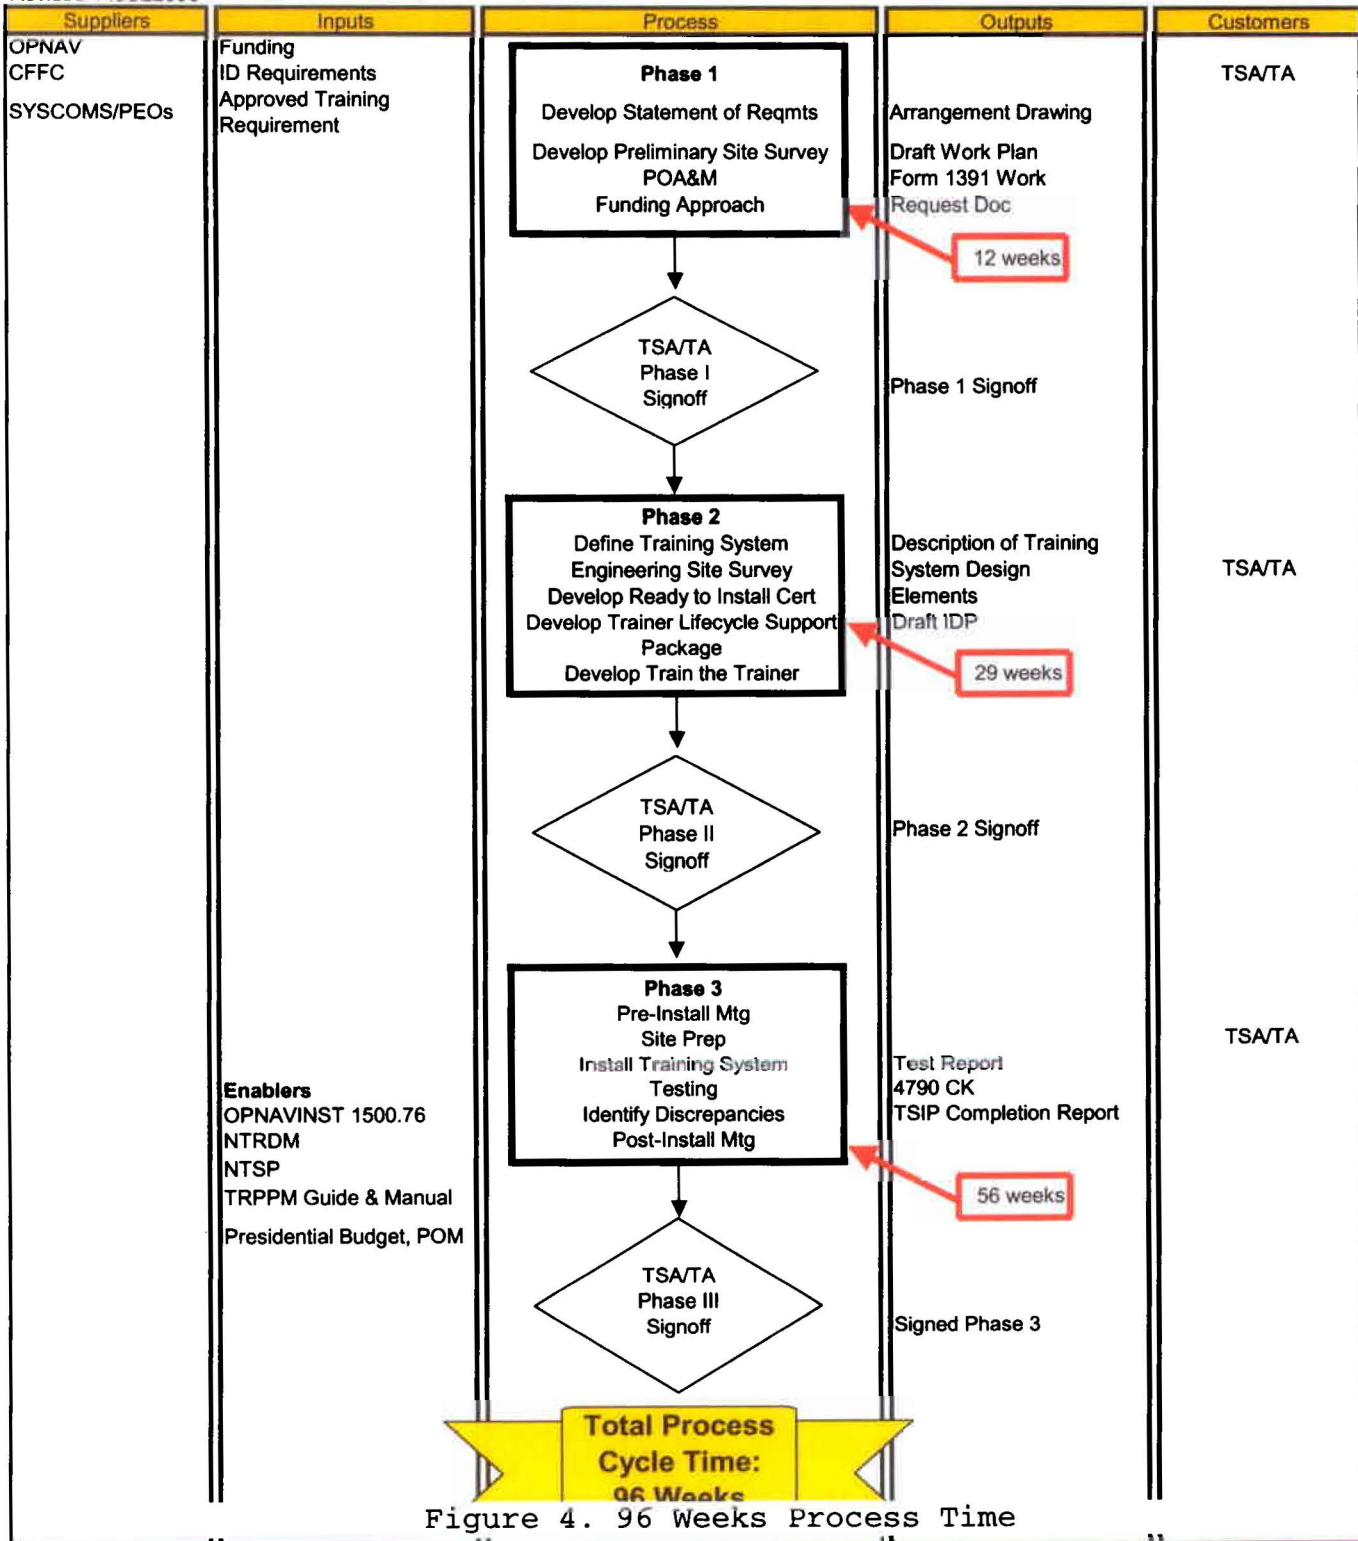 Suppliers
Inputs
Process
Outputs
Customers
OPNAV
CFFC
SYSCOMS/PEOs
Funding
ID Requirements
Approved Training
Requirement
Phase 1
Develop Statement of Reqmts
Develop Preliminary Site Survey
POA&M
Funding Approach
Arrangement Drawing
Draft Work Plan
Form 1391 Work
Request Doc
TSA/TA
12 weeks
TSA/TA
Phase I
Signoff
Phase 1 Signoff
Phase 2
Define Training System
Engineering Site Survey
Develop Ready to Install Cert
Develop Trainer Lifecycle Support
Package
Develop Train the Trainer
Description of Training
System Design
Elements
Draft IDP
TSA/TA
29 weeks
TSA/TA
Phase II
Signoff
Phase 2 Signoff
Phase 3
Pre-Install Mtg
Site Prep
Install Training System
Testing
Identify Discrepancies
Post-Install Mtg
Test Report
4790 CK
TSIP Completion Report
TSA/TA
56 weeks
Enablers
OPNAVINST 1500.76
NTRDM
NTSP
TRPPM Guide & Manual
Presidential Budget, POM
TSA/TA
Phase III
Signoff
Signed Phase 3
Total Process
Cycle Time:
96 Weeks
Figure 4. 96 Weeks Process Time